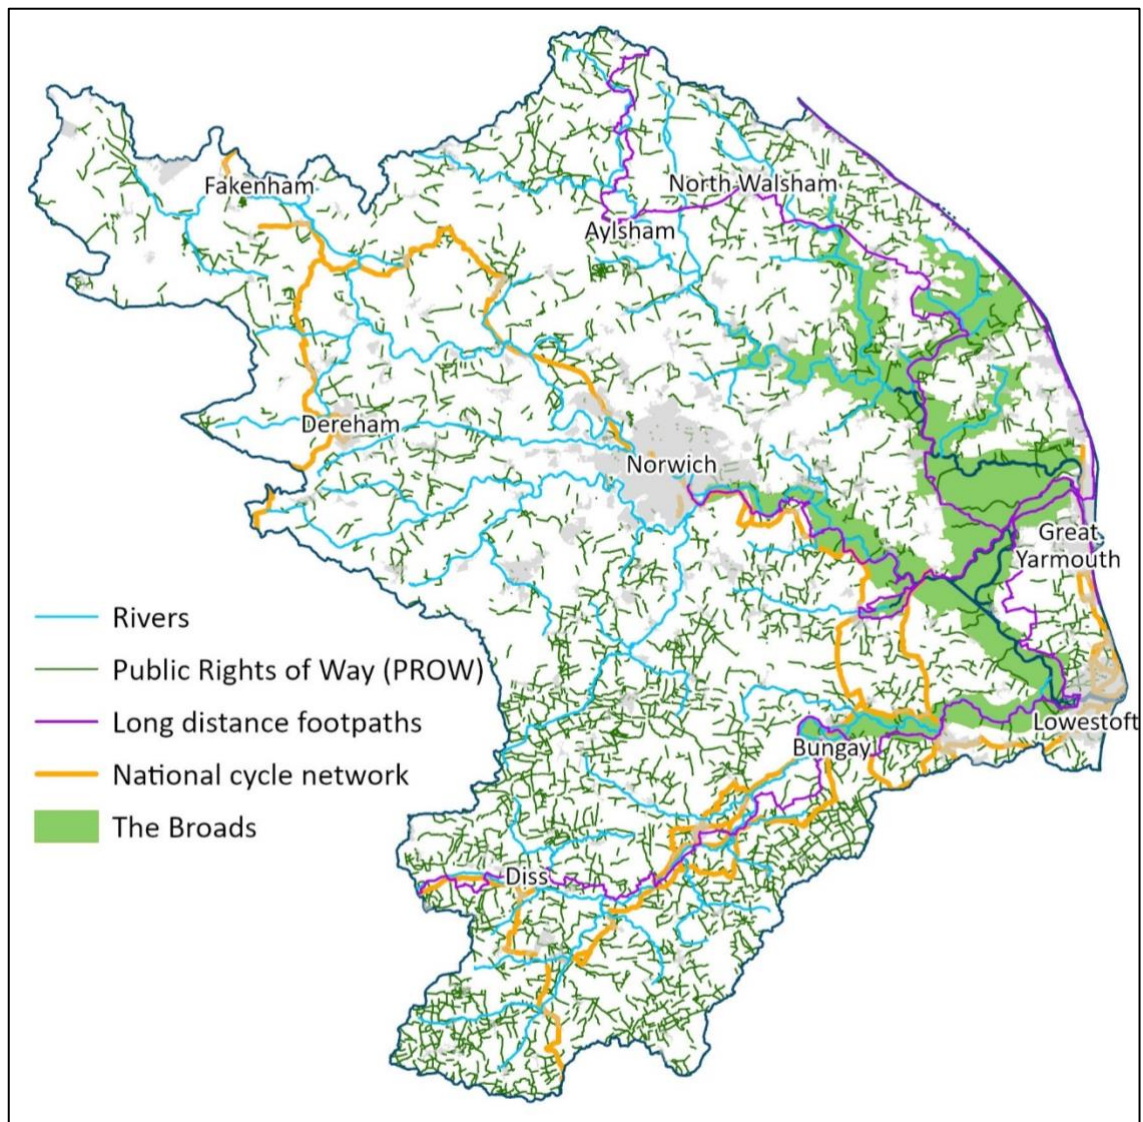 Fakenham
North Walsham
Aylsham
Dereham
Norwich
Great
Yarmouth
Rivers
Public Rights of Way (PROW)
Long distance footpaths
Lowestoft
Bungay
National cycle network
The Broads
Diss